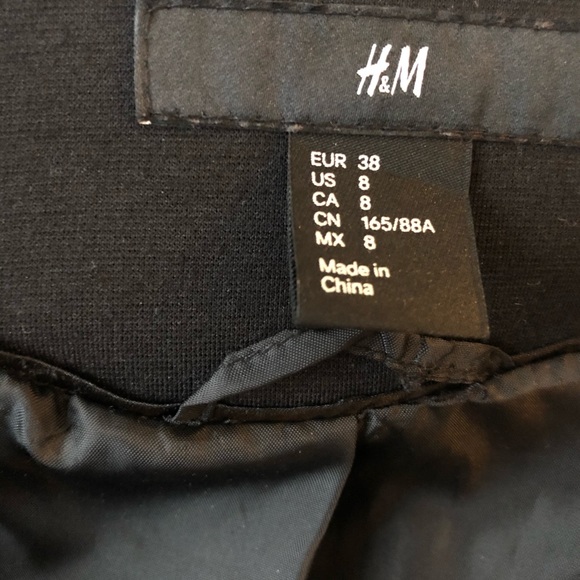 H&M
EUR 38
US 8
CA 8
CN 165/88A
MX 8
Made in
China